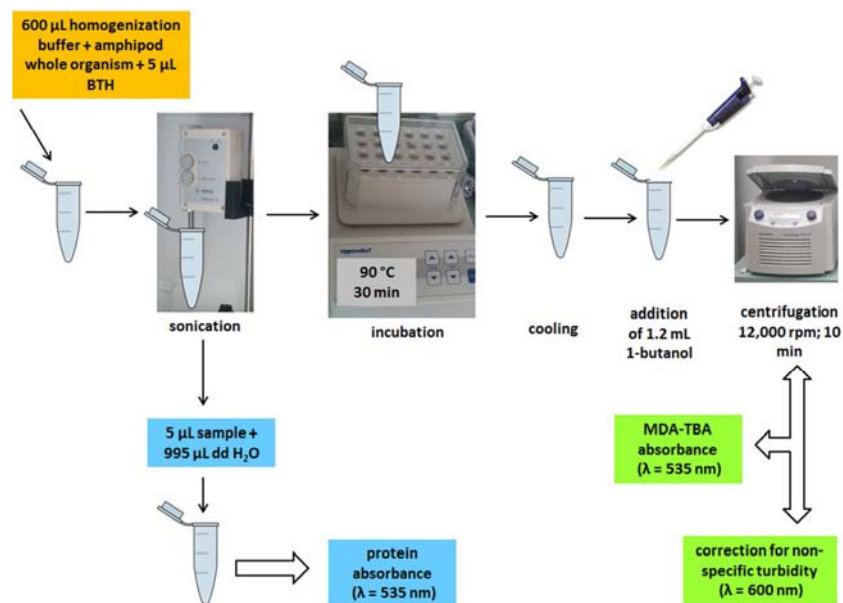 600 µL homogenization
buffer + amphipod
whole organism + 5 µL
BTH
eppendorf
90 °C
30 min
sonication
incubation
cooling
addition
of 1.2 mL
1-butanol
centrifugation
12,000 rpm; 10
min
5 µL sample +
995 µL dd H₂O
MDA-TBA
absorbance
(λ = 535 nm)
protein
absorbance
(λ = 535 nm)
correction for non-
specific turbidity
(λ = 600 nm)